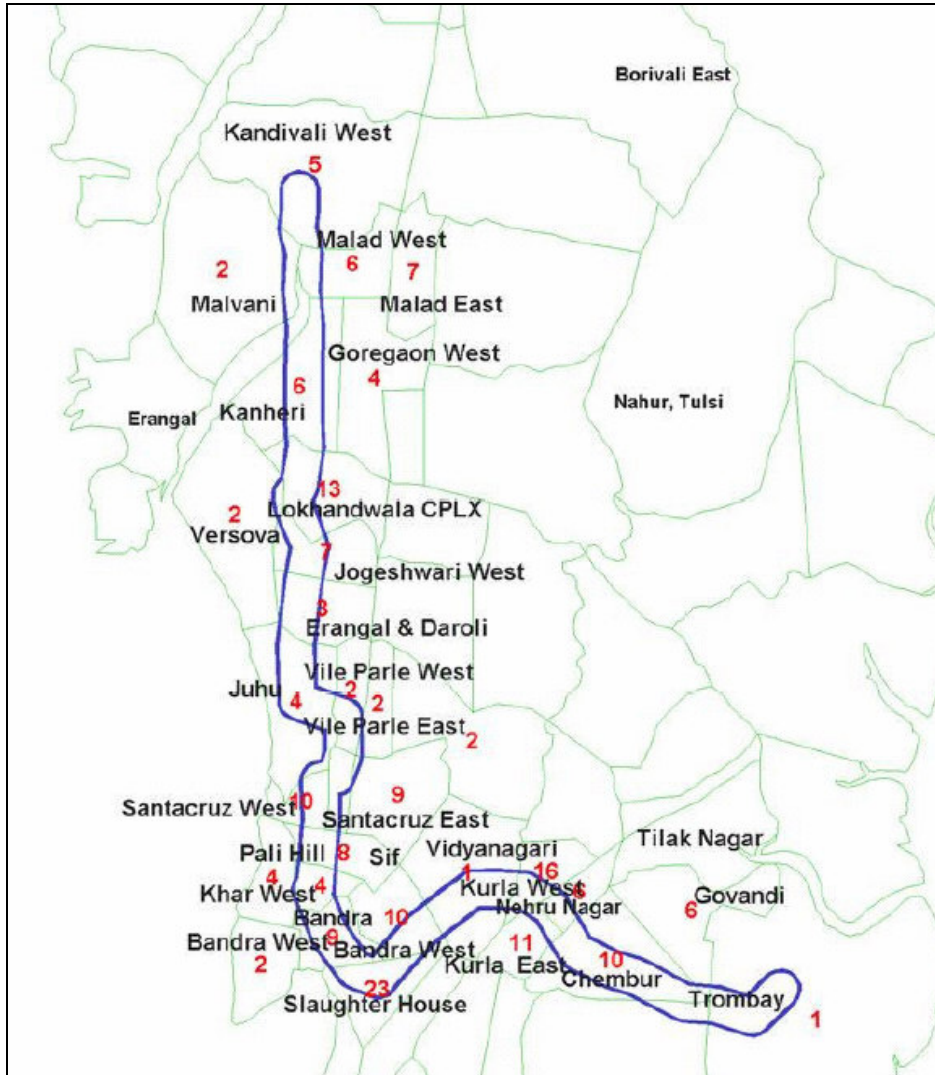 Borivali East
Kandivali West
5
Malad West
2
6
7
Malvani
Malad East
Goregaon West
4
6
Kanheri
Erangal
Nahur, Tulsi
13
Lokhandwala CPLX
2
Versova
7
Jogeshwari West
3
Erangal & Daroli
Vile Parle West
Juhu
4
2
2
Vile Parle East
2
10
9
Santacruz West
Santacruz East
Tilak Nagar
Pali Hill
8
Sif
Vidyanagari
4
4
1
16
Khar West
Kurla West
6
Govandi
Nehru Nagar
6
Bandra
10
Bandra West
9
Bandra West
11
2
Kurla East
10
Chembur
23
Slaughter House
Trombay
1